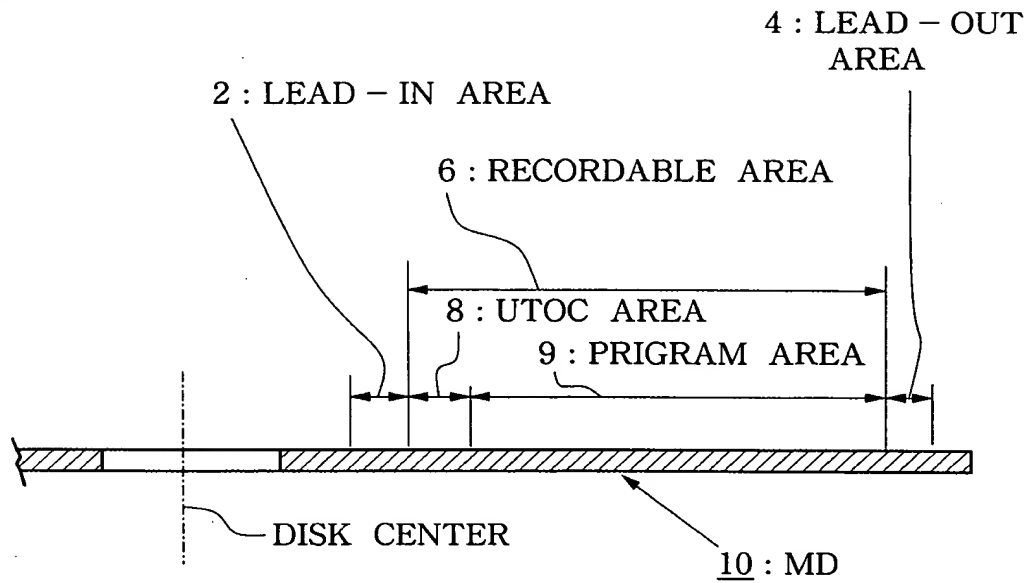 4 : LEAD－OUT
AREA
2 : LEAD－IN AREA
6 : RECORDABLE AREA
8 : UTOC AREA
9 : PRIGRAM AREA
DISK CENTER
10 : MD